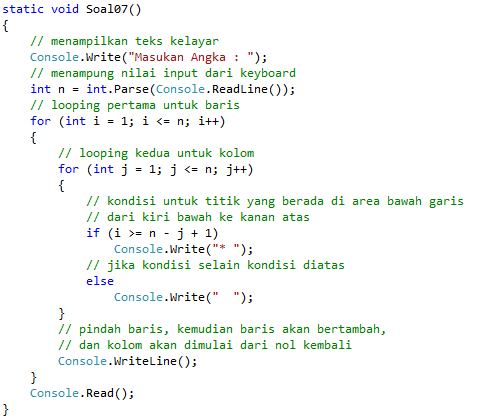 static void Soal07()
{
    // menampilkan teks kelayar
    Console.Write("Masukan Angka : ");
    // menampung nilai input dari keyboard
    int n = int.Parse(Console.ReadLine());
    // looping pertama untuk baris
    for (int i = 1; i <= n; i++)
    {
        // looping kedua untuk kolom
        for (int j = 1; j <= n; j++)
        {
            // kondisi untuk titik yang berada di area bawah garis
            // dari kiri bawah ke kanan atas
            if (i >= n - j + 1)
                Console.Write("* ");
            // jika kondisi selain kondisi diatas
            else
                Console.Write("  ");
        }
        // pindah baris, kemudian baris akan bertambah,
        // dan kolom akan dimulai dari nol kembali
        Console.WriteLine();
    }
    Console.Read();
}